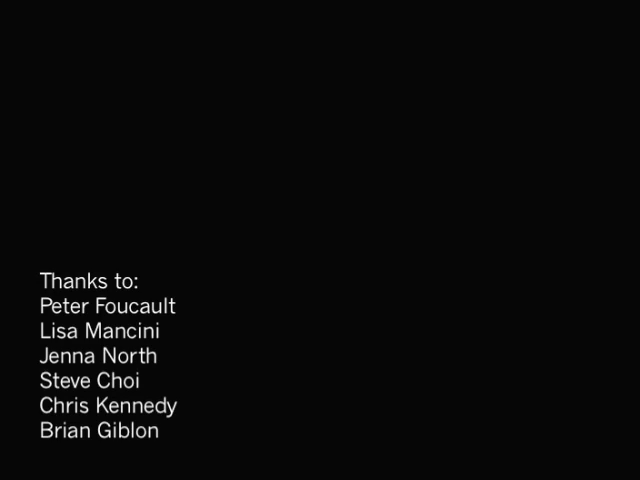 Thanks to:
Peter Foucault
Lisa Mancini
Jenna North
Steve Choi
Chris Kennedy
Brian Giblon